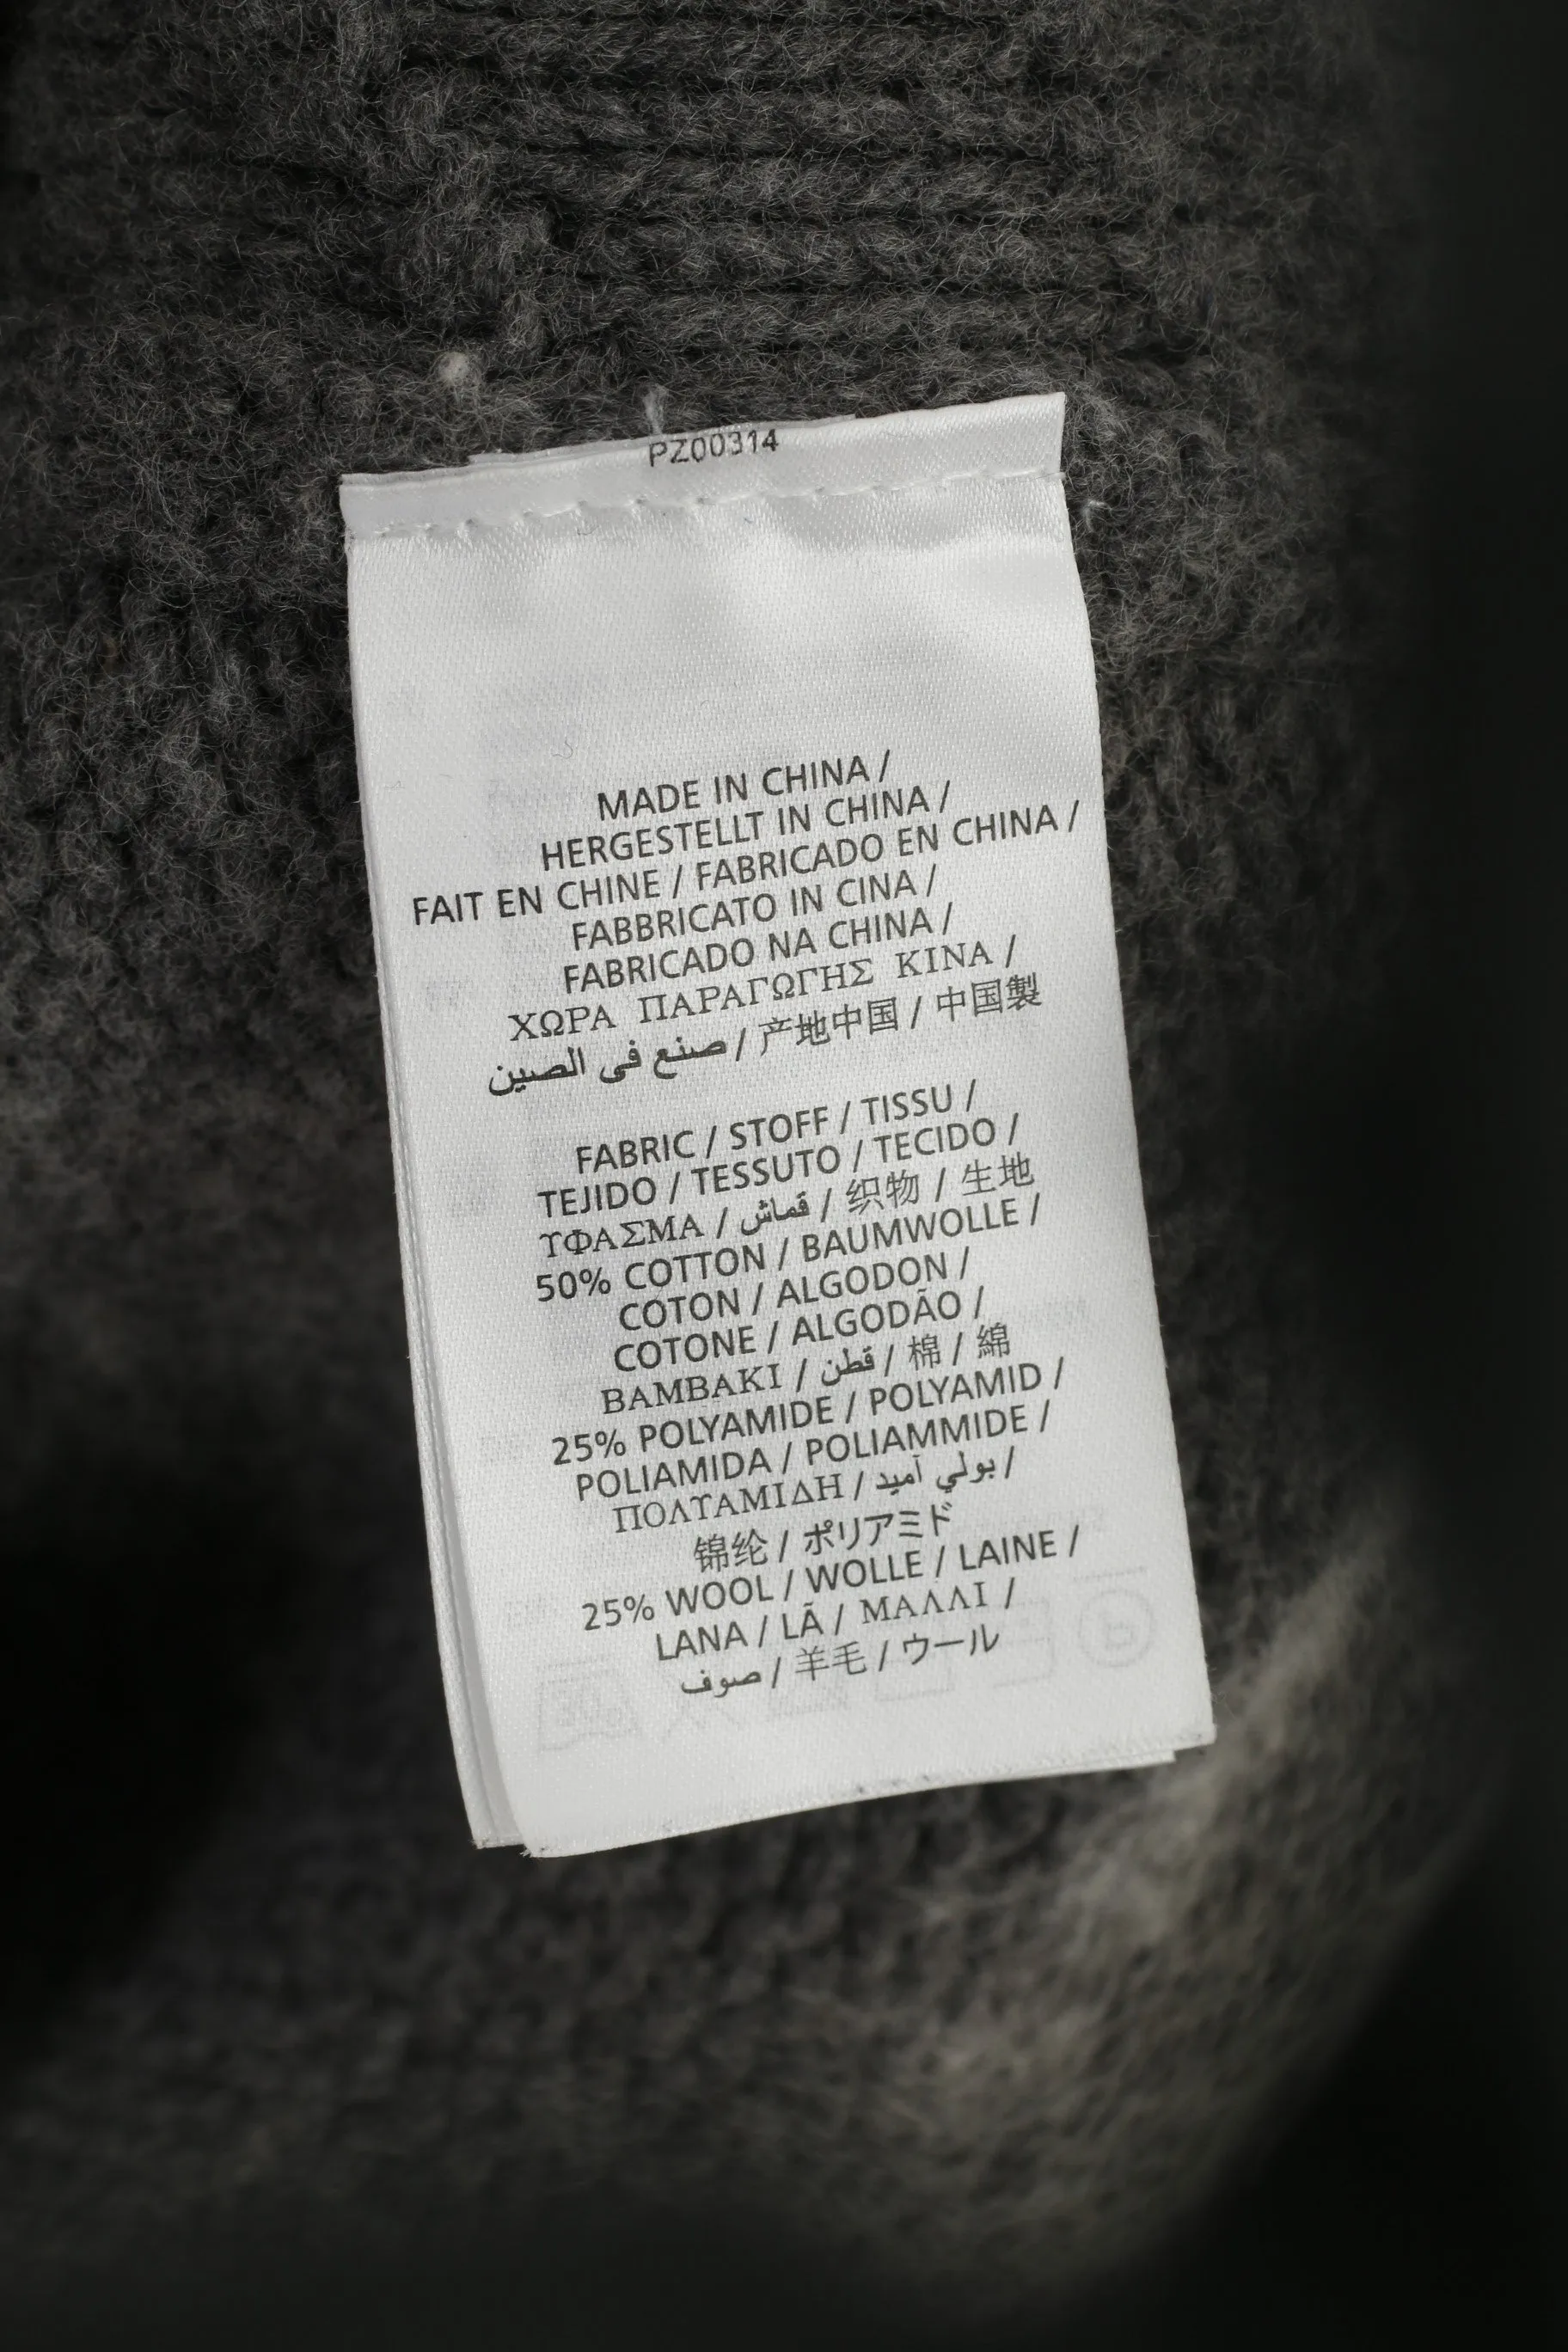 PZ00314
MADE IN CHINA /
HERGESTELLT IN CHINA /
FAIT EN CHINE / FABRICADO EN CHINA /
FABBRICATO IN CINA /
FABRICADO NA CHINA /
ΧΩΡΑ ΠΑΡΑΓΩΓΗΣ ΚΙΝΑ /
صنع فى الصين / 产地中国 / 中国製
FABRIC / STOFF / TISSU /
TEJIDO / TESSUTO / TECIDO /
ΥΦΑΣΜΑ / قماش / 织物 / 生地
50% COTTON / BAUMWOLLE /
COTON / ALGODON /
COTONE / ALGODÃO /
ΒΑΜΒΑΚΙ / قطن / 棉 / 綿
25% POLYAMIDE / POLYAMID /
POLIAMIDA / POLIAMMIDE /
ΠΟΛΥΑΜΙΔΗ / بولي آميد /
锦纶 / ポリアミド
25% WOOL / WOLLE / LAINE /
LANA / LÃ / ΜΑΛΛΙ /
صوف / 羊毛 / ウール